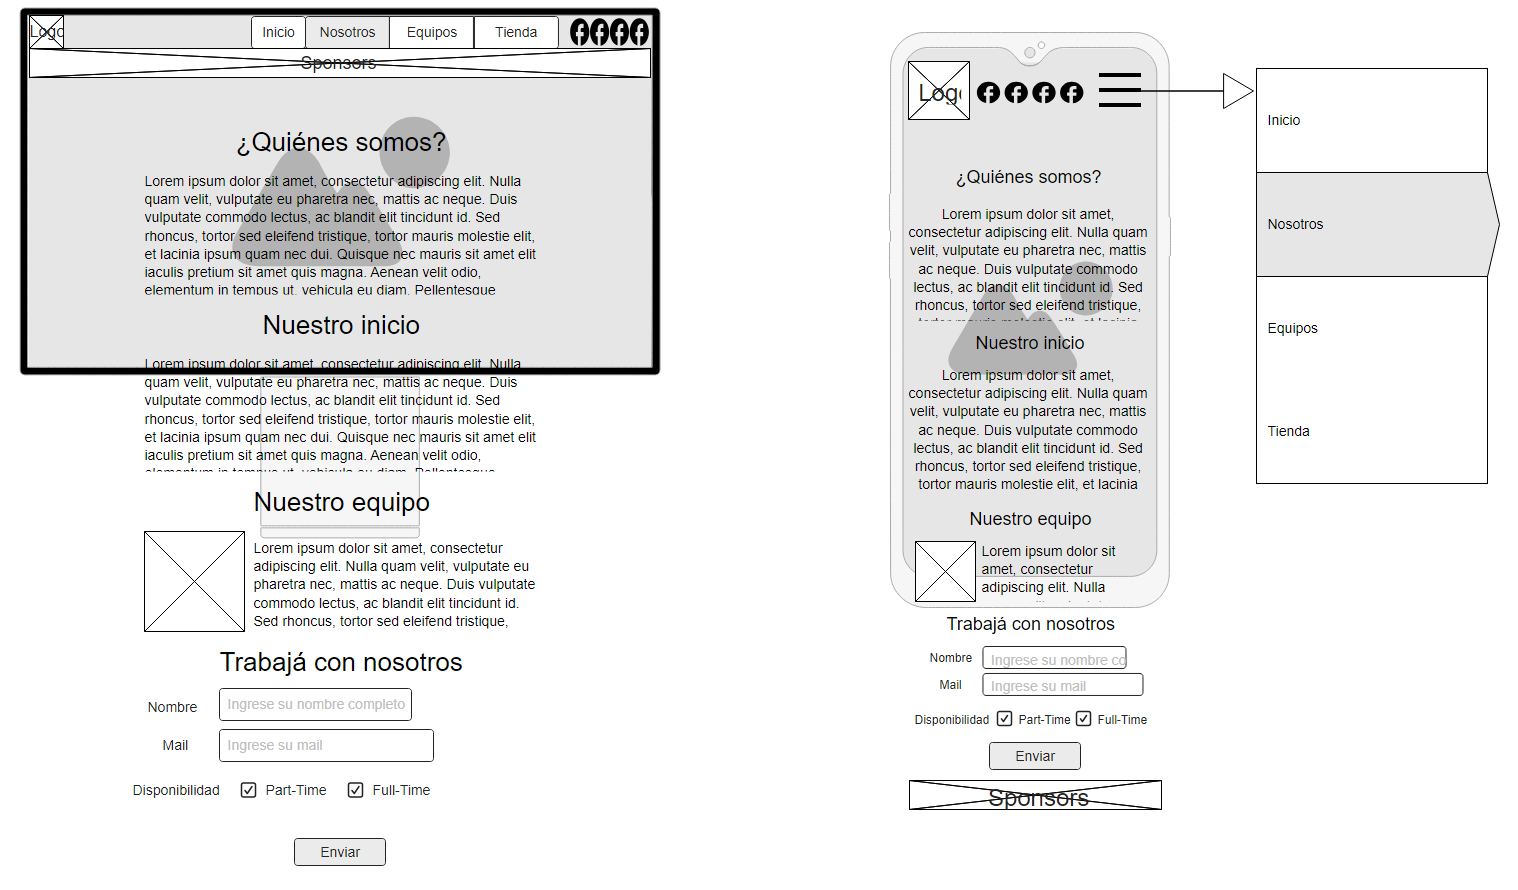 Logo
Inicio
Nosotros
Equipos
Tienda
Sponsors
¿Quiénes somos?
Lorem ipsum dolor sit amet, consectetur adipiscing elit. Nulla
quam velit, vulputate eu pharetra nec, mattis ac neque. Duis
vulputate commodo lectus, ac blandit elit tincidunt id. Sed
rhoncus, tortor sed eleifend tristique, tortor mauris molestie elit,
et lacinia ipsum quam nec dui. Quisque nec mauris sit amet elit
iaculis pretium sit amet quis magna. Aenean velit odio,
elementum in tempus ut, vehicula eu diam. Pellentesque
Nuestro inicio
Lorem ipsum dolor sit amet, consectetur adipiscing elit. Nulla
quam velit, vulputate eu pharetra nec, mattis ac neque. Duis
vulputate commodo lectus, ac blandit elit tincidunt id. Sed
rhoncus, tortor sed eleifend tristique, tortor mauris molestie elit,
et lacinia ipsum quam nec dui. Quisque nec mauris sit amet elit
iaculis pretium sit amet quis magna. Aenean velit odio,
elementum in tempus ut, vehicula eu diam. Pellentesque
Nuestro equipo
Lorem ipsum dolor sit amet, consectetur
adipiscing elit. Nulla quam velit, vulputate eu
pharetra nec, mattis ac neque. Duis vulputate
commodo lectus, ac blandit elit tincidunt id.
Sed rhoncus, tortor sed eleifend tristique,
Trabajá con nosotros
Nombre
Ingrese su nombre completo
Mail
Ingrese su mail
Disponibilidad
Part-Time
Full-Time
Enviar
Logo
¿Quiénes somos?
Lorem ipsum dolor sit amet,
consectetur adipiscing elit. Nulla quam
velit, vulputate eu pharetra nec, mattis
ac neque. Duis vulputate commodo
lectus, ac blandit elit tincidunt id. Sed
rhoncus, tortor sed eleifend tristique,
tortor mauris molestie elit, et lacinia
Nuestro inicio
Lorem ipsum dolor sit amet,
consectetur adipiscing elit. Nulla quam
velit, vulputate eu pharetra nec, mattis
ac neque. Duis vulputate commodo
lectus, ac blandit elit tincidunt id. Sed
rhoncus, tortor sed eleifend tristique,
tortor mauris molestie elit, et lacinia
Nuestro equipo
Lorem ipsum dolor sit
amet, consectetur
adipiscing elit. Nulla
Trabajá con nosotros
Nombre
Ingrese su nombre co
Mail
Ingrese su mail
Disponibilidad
Part-Time
Full-Time
Enviar
Sponsors
Inicio
Nosotros
Equipos
Tienda